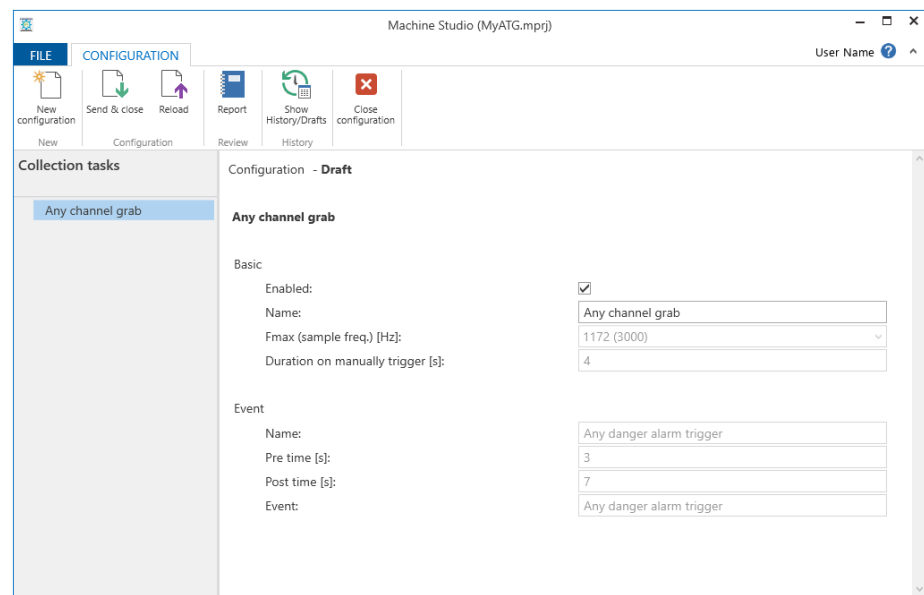 Machine Studio (MyATG.mprj)
FILE
CONFIGURATION
User Name
New configuration
Send & close
Reload
Report
Show History/Drafts
Close configuration
New
Configuration
Review
History
Collection tasks
Any channel grab
Configuration - Draft
Any channel grab
Basic
Enabled:
Name: Any channel grab
Fmax (sample freq.) [Hz]: 1172 (3000)
Duration on manually trigger [s]: 4
Event
Name: Any danger alarm trigger
Pre time [s]: 3
Post time [s]: 7
Event: Any danger alarm trigger